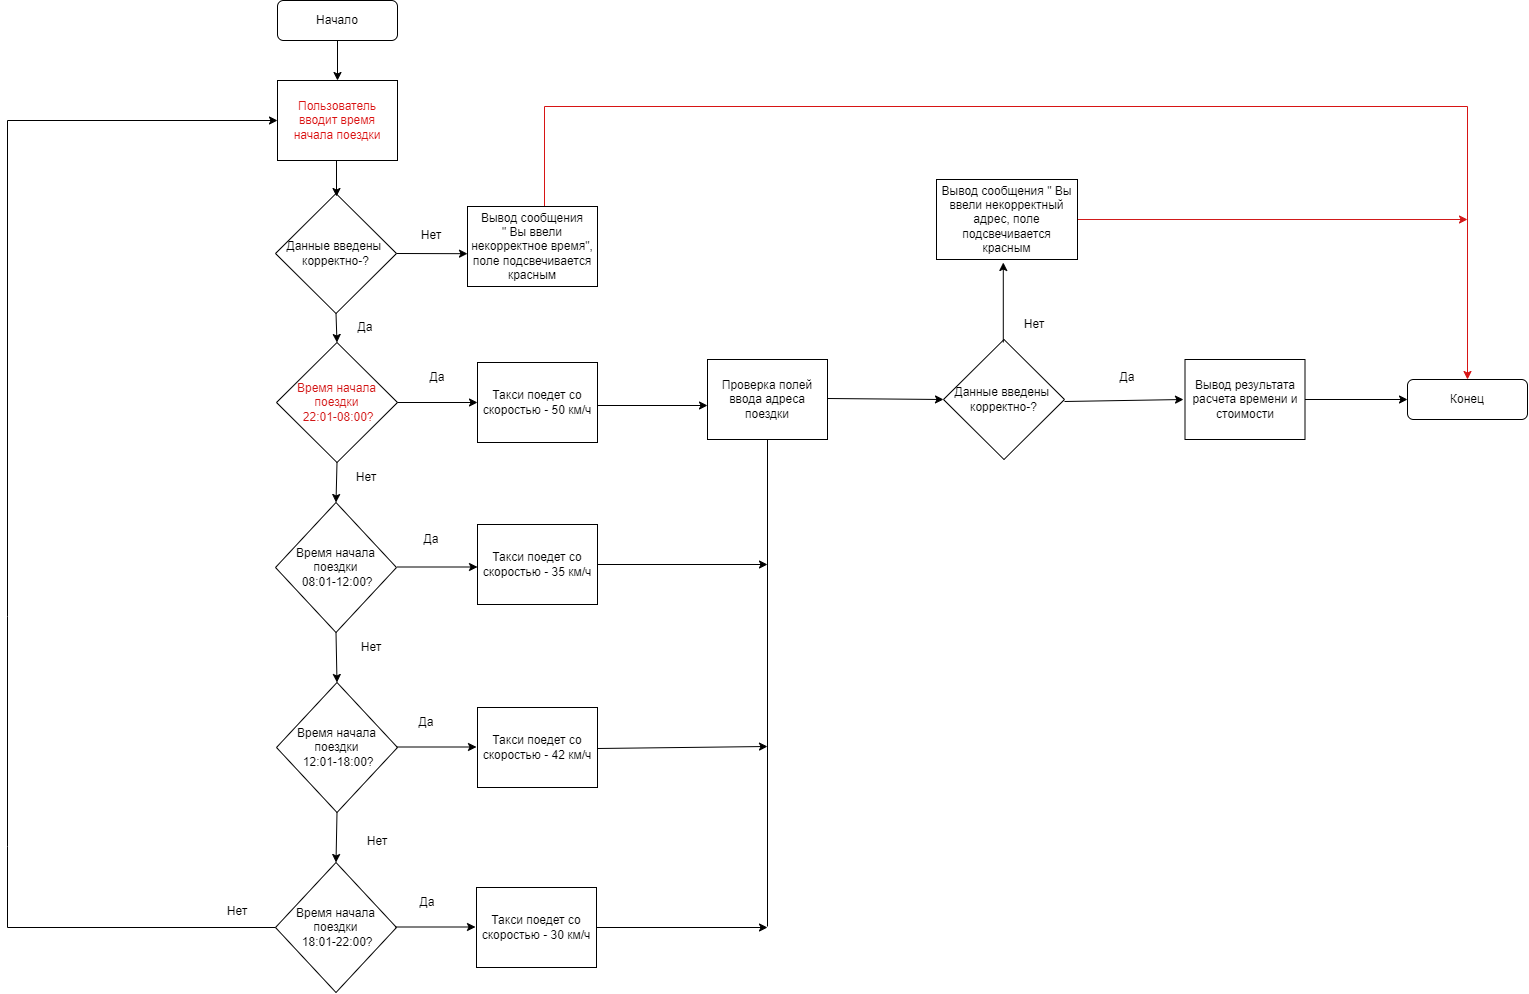 Начало
Пользователь
вводит время
начала поездки
Данные введены
корректно-?
Нет
Вывод сообщения
" Вы ввели
некорректное время",
поле подсвечивается
красным
Да
Время начала
поездки
22:01-08:00?
Да
Такси поедет со
скоростью - 50 км/ч
Проверка полей
ввода адреса
поездки
Данные введены
корректно-?
Нет
Вывод сообщения " Вы
ввели некорректный
адрес, поле
подсвечивается
красным
Да
Вывод результата
расчета времени и
стоимости
Конец
Нет
Время начала
поездки
08:01-12:00?
Да
Такси поедет со
скоростью - 35 км/ч
Нет
Время начала
поездки
12:01-18:00?
Да
Такси поедет со
скоростью - 42 км/ч
Нет
Время начала
поездки
18:01-22:00?
Нет
Да
Такси поедет со
скоростью - 30 км/ч